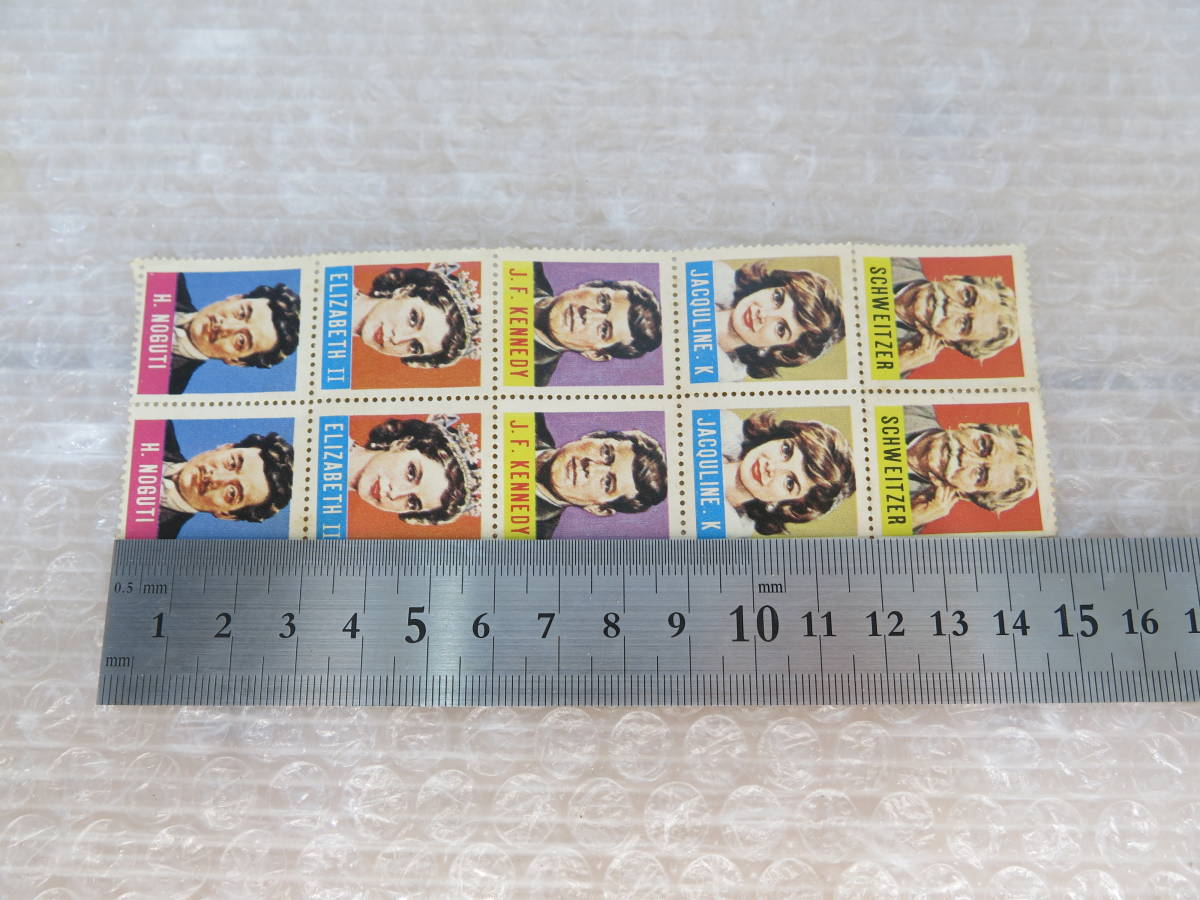 H. NOGUTI
ELIZABETH II
J. F. KENNEDY
JACQULINE. K
SCHWEITZER
H. NOGUTI
ELIZABETH II
J. F. KENNEDY
JACQULINE. K
SCHWEITZER
0.5 mm mm
1 2 3 4 5 6 7 8 9 10 11 12 13 14 15 16 1
mm